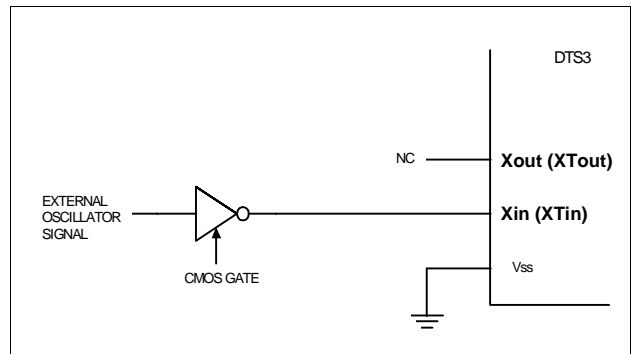 DTS3
NC
Xout (XTout)
EXTERNAL
OSCILLATOR
SIGNAL
Xin (XTin)
CMOS GATE
Vss